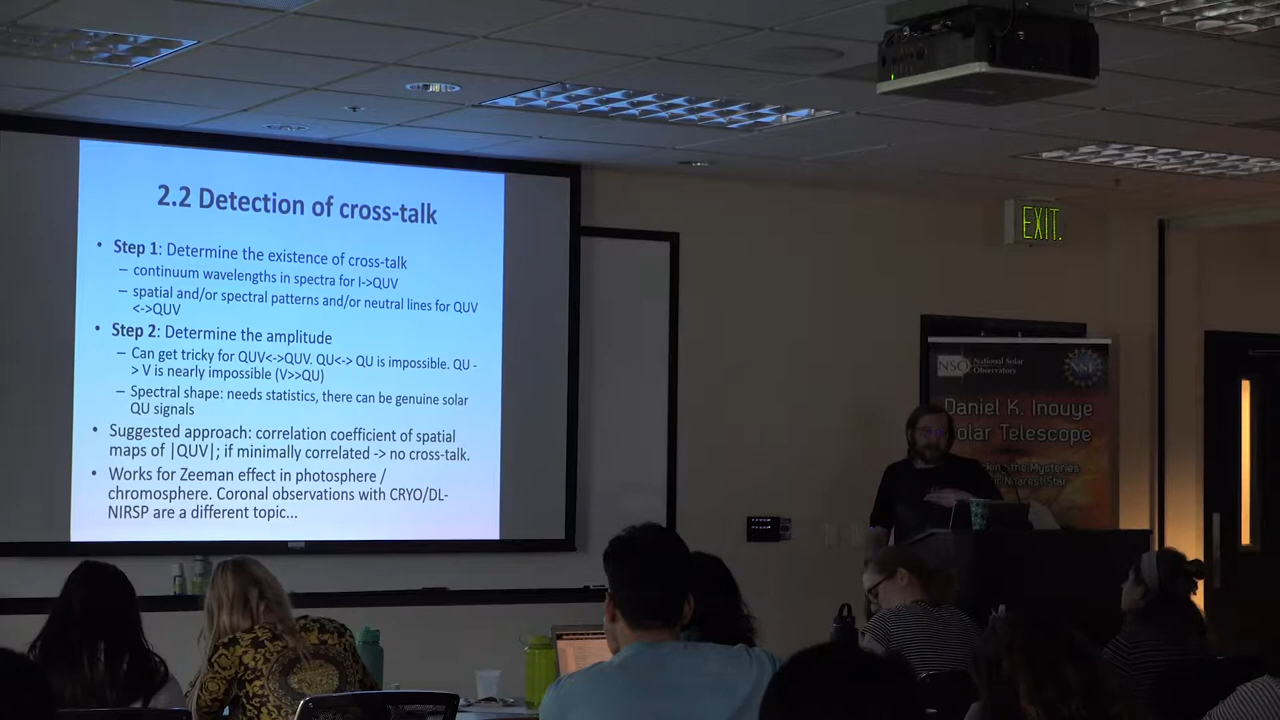 2.2 Detection of cross-talk
• Step 1: Determine the existence of cross-talk
– continuum wavelengths in spectra for I->QUV
– spatial and/or spectral patterns and/or neutral lines for QUV
<->QUV
• Step 2: Determine the amplitude
– Can get tricky for QUV<->QUV. QU<-> QU is impossible. QU -
> V is nearly impossible (V>>QU)
– Spectral shape: needs statistics, there can be genuine solar
QU signals
• Suggested approach: correlation coefficient of spatial
maps of |QUV|; if minimally correlated -> no cross-talk.
• Works for Zeeman effect in photosphere /
chromosphere. Coronal observations with CRYO/DL-
NIRSP are a different topic...
EXIT
NSO National Solar
Observatory
NSF
Daniel K. Inouye
olar Telescope
the Mysteries
Nearest Star